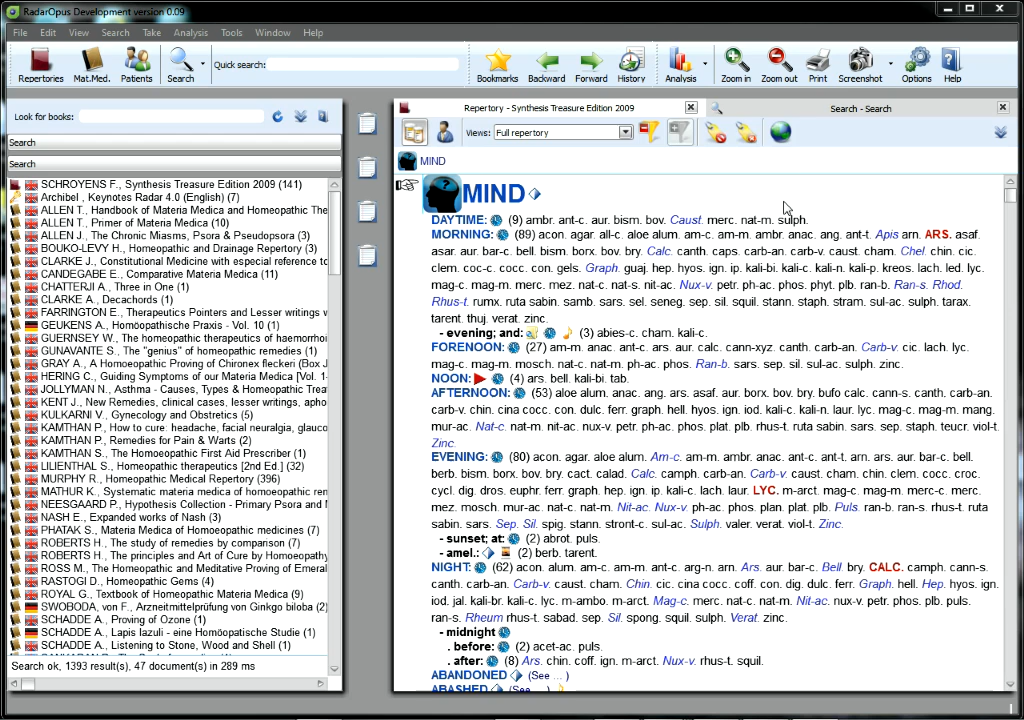 RadarOpus Development version 0.09
File Edit View Search Take Analysis Tools Window Help
Repertories Mat.Med. Patients Search Quick search: Bookmarks Backward Forward History Analysis Zoom in Zoom out Print Screenshot Options Help
Look for books:
Search
Search
SCHROYENS F., Synthesis Treasure Edition 2009 (141)
Archibel , Keynotes Radar 4.0 (English) (7)
ALLEN T., Handbook of Materia Medica and Homeopathic The
ALLEN T., Primer of Materia Medica (10)
ALLEN J., The Chronic Miasms, Psora & Pseudopsora (3)
BOUKO-LEVY H., Homeopathic and Drainage Repertory (3)
CLARKE J., Constitutional Medicine with especial reference to
CANDEGABE E., Comparative Materia Medica (11)
CHATTERJI A., Three in One (1)
CLARKE A., Decachords (1)
FARRINGTON E., Therapeutics Pointers and Lesser writings w
GEUKENS A., Homöopathische Praxis - Vol. 10 (1)
GUERNSEY W., The homeopathic therapeutics of haemorrhoi
GUNAVANTE S., The "genius" of homeopathic remedies (1)
GRAY A., A Homoeopathic Proving of Chironex fleckeri (Box J
HERING C., Guiding Symptoms of our Materia Medica [Vol. 1-
JOLLYMAN N., Asthma - Causes, Types & Homeopathic Trea
KENT J., New Remedies, clinical cases, lesser writings, apho
KULKARNI V., Gynecology and Obstretics (5)
KAMTHAN P., How to cure: headache, facial neuralgia, glauco
KAMTHAN P., Remedies for Pain & Warts (2)
KAMTHAN S., The Homoeopathic First Aid Prescriber (1)
LILIENTHAL S., Homeopathic therapeutics [2nd Ed.] (32)
MURPHY R., Homeopathic Medical Repertory (396)
MATHUR K., Systematic materia medica of homoeopathic ren
NEESGAARD P., Hypothesis Collection - Primary Psora and M
NASH E., Expanded works of Nash (3)
PHATAK S., Materia Medica of Homeopathic medicines (7)
ROBERTS H., The study of remedies by comparison (7)
ROBERTS H., The principles and Art of Cure by Homoeopathy
ROSS M., The Homeopathic and Meditative Proving of Emeral
RASTOGI D., Homeopathic Gems (4)
ROYAL G., Textbook of Homeopathic Materia Medica (9)
SWOBODA, von F., Arzneimittelprüfung von Ginkgo biloba (2)
SCHADDE A., Proving of Ozone (1)
SCHADDE A., Lapis lazuli - eine Homöopatische Studie (1)
SCHADDE A., Listening to Stone, Wood and Shell (1)
Search ok, 1393 result(s), 47 document(s) in 289 ms
Repertory - Synthesis Treasure Edition 2009 Search - Search
Views: Full repertory
MIND
MIND
DAYTIME: (9) ambr. ant-c. aur. bism. bov. Caust. merc. nat-m. sulph.
MORNING: (89) acon. agar. all-c. aloe alum. am-c. am-m. ambr. anac. ang. ant-t. Apis arn. ARS. asaf.
asar. aur. bar-c. bell. bism. borx. bov. bry. Calc. canth. caps. carb-an. carb-v. caust. cham. Chel. chin. cic.
clem. coc-c. cocc. con. gels. Graph. guaj. hep. hyos. ign. ip. kali-bi. kali-c. kali-n. kali-p. kreos. lach. led. lyc.
mag-c. mag-m. merc. mez. nat-c. nat-s. nit-ac. Nux-v. petr. ph-ac. phos. phyt. plb. ran-b. Ran-s. Rhod.
Rhus-t. rumx. ruta sabin. samb. sars. sel. seneg. sep. sil. squil. stann. staph. stram. sul-ac. sulph. tarax.
tarent. thuj. verat. zinc.
- evening; and: (3) abies-c. cham. kali-c.
FORENOON: (27) am-m. anac. ant-c. ars. aur. calc. cann-xyz. canth. carb-an. Carb-v. cic. lach. lyc.
mag-c. mag-m. mosch. nat-c. nat-m. ph-ac. phos. Ran-b. sars. sep. sil. sul-ac. sulph. zinc.
NOON: (4) ars. bell. kali-bi. tab.
AFTERNOON: (53) aloe alum. anac. ang. ars. asaf. aur. borx. bov. bry. bufo calc. cann-s. canth. carb-an.
carb-v. chin. cina cocc. con. dulc. ferr. graph. hell. hyos. ign. iod. kali-c. kali-n. laur. lyc. mag-c. mag-m. mang.
mur-ac. Nat-c. nat-m. nit-ac. nux-v. petr. ph-ac. phos. plat. plb. rhus-t. ruta sabin. sars. sep. staph. teucr. viol-t.
Zinc.
EVENING: (80) acon. agar. aloe alum. Am-c. am-m. ambr. anac. ant-c. ant-t. arn. ars. aur. bar-c. bell.
berb. bism. borx. bov. bry. cact. calad. Calc. camph. carb-an. Carb-v. caust. cham. chin. clem. cocc. croc.
cycl. dig. dros. euphr. ferr. graph. hep. ign. ip. kali-c. lach. laur. LYC. m-arct. mag-c. mag-m. merc-c. merc.
mez. mosch. mur-ac. nat-c. nat-m. Nit-ac. Nux-v. ph-ac. phos. plan. plat. plb. Puls. ran-b. ran-s. rhus-t. ruta
sabin. sars. Sep. Sil. spig. stann. stront-c. sul-ac. Sulph. valer. verat. viol-t. Zinc.
- sunset; at: (2) abrot. puls.
- amel.: (2) berb. tarent.
NIGHT: (62) acon. alum. am-c. am-m. ant-c. arg-n. arn. Ars. aur. bar-c. Bell. bry. CALC. camph. cann-s.
canth. carb-an. Carb-v. caust. cham. Chin. cic. cina cocc. coff. con. dig. dulc. ferr. Graph. hell. Hep. hyos. ign.
iod. jal. kali-br. kali-c. lyc. m-ambo. m-arct. Mag-c. merc. nat-c. nat-m. Nit-ac. nux-v. petr. phos. plb. puls.
ran-s. Rheum rhus-t. sabad. sep. Sil. spong. squil. sulph. Verat. zinc.
- midnight
. before: (2) acet-ac. puls.
. after: (8) Ars. chin. coff. ign. m-arct. Nux-v. rhus-t. squil.
ABANDONED (See ... )
ABASHED (See ... )